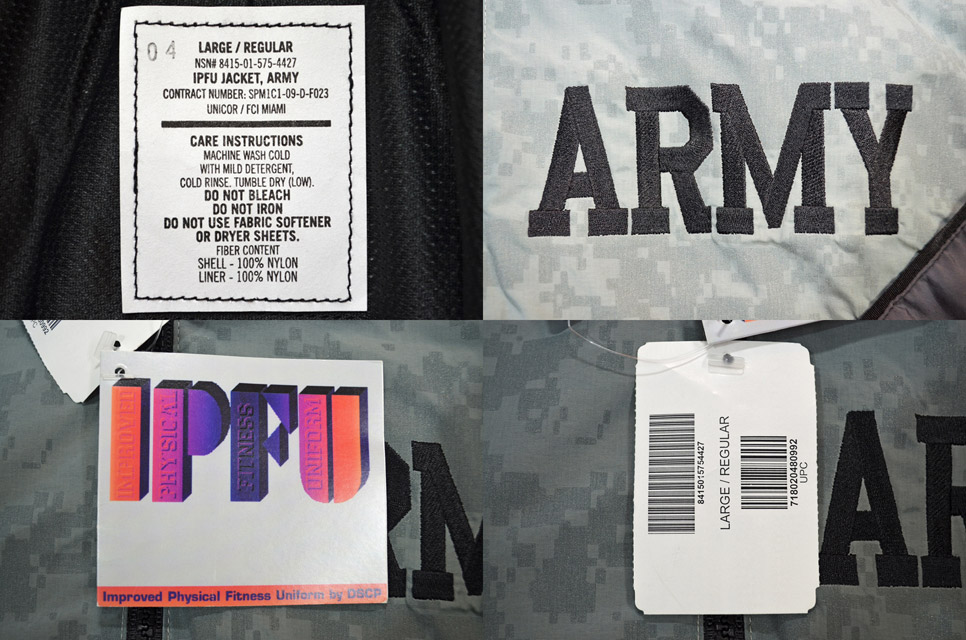 04
LARGE / REGULAR
NSN# 8415-01-575-4427
IPFU JACKET, ARMY
CONTRACT NUMBER: SPM1C1-09-D-F023
UNICOR / FCI MIAMI
CARE INSTRUCTIONS
MACHINE WASH COLD
WITH MILD DETERGENT,
COLD RINSE. TUMBLE DRY (LOW).
DO NOT BLEACH
DO NOT IRON
DO NOT USE FABRIC SOFTENER
OR DRYER SHEETS.
FIBER CONTENT
SHELL - 100% NYLON
LINER - 100% NYLON
ARMY
UPC
IPFU
IMPROVED
PHYSICAL
FITNESS
UNIFORM
Improved Physical Fitness Uniform by DSCP
RM
8415015754427
LARGE / REGULAR
718020480992
UPC
AR